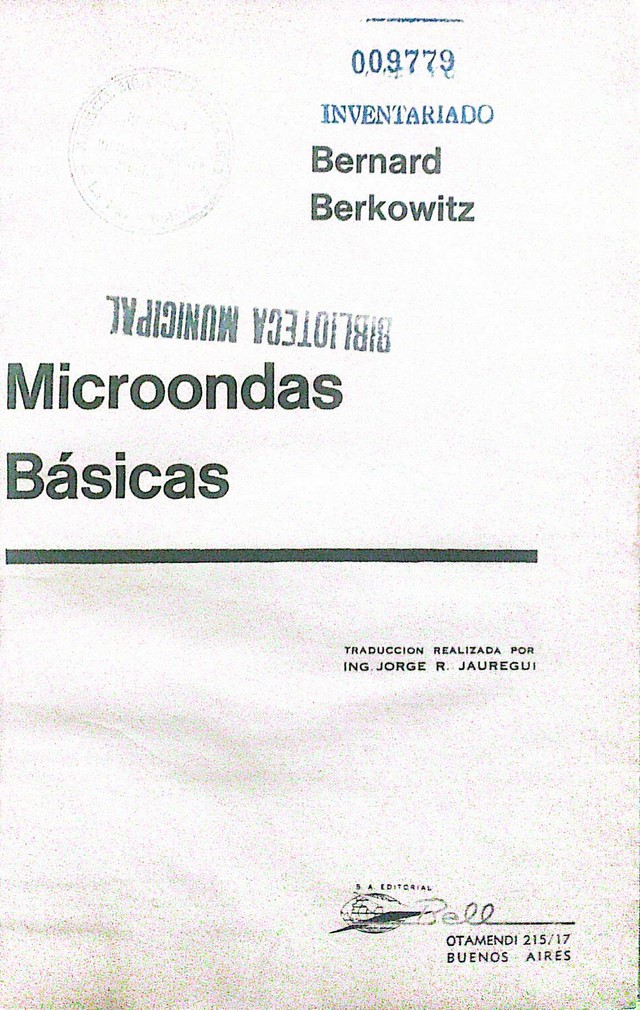 009779
INVENTARIADO
Bernard
Berkowitz
BIBLIOTECA MUNICIPAL
Microondas
Básicas
TRADUCCION REALIZADA POR
ING. JORGE R. JAUREGUI
S. A. EDITORIAL
Bell
OTAMENDI 215/17
BUENOS AIRES